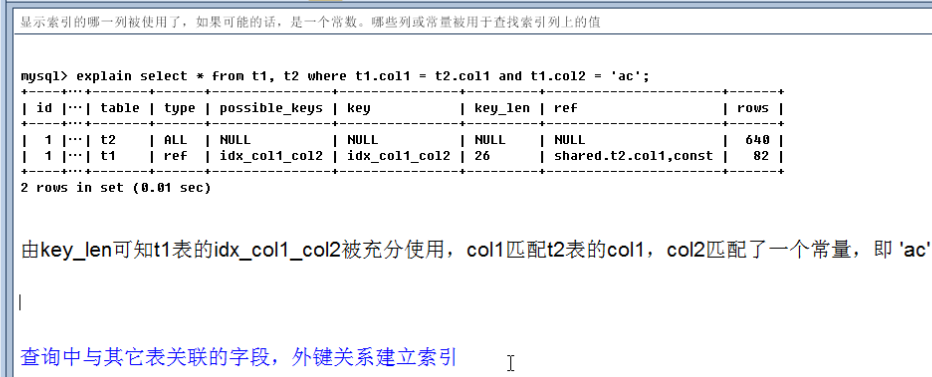 显示索引的哪一列被使用了，如果可能的话，是一个常数。哪些列或常量被用于查找索引列上的值
mysql> explain select * from t1, t2 where t1.col1 = t2.col1 and t1.col2 = 'ac';
+----+...+-------+------+---------------+---------------+---------+----------------------+------+
| id |...| table | type | possible_keys | key | key_len | ref | rows |
+----+...+-------+------+---------------+---------------+---------+----------------------+------+
| 1 |...| t2 | ALL | NULL | NULL | NULL | NULL | 640 |
| 1 |...| t1 | ref | idx_col1_col2 | idx_col1_col2 | 26 | shared.t2.col1,const | 82 |
+----+...+-------+------+---------------+---------------+---------+----------------------+------+
2 rows in set (0.01 sec)
由key_len可知t1表的idx_col1_col2被充分使用，col1匹配t2表的col1，col2匹配了一个常量，即 'ac'
查询中与其它表关联的字段，外键关系建立索引